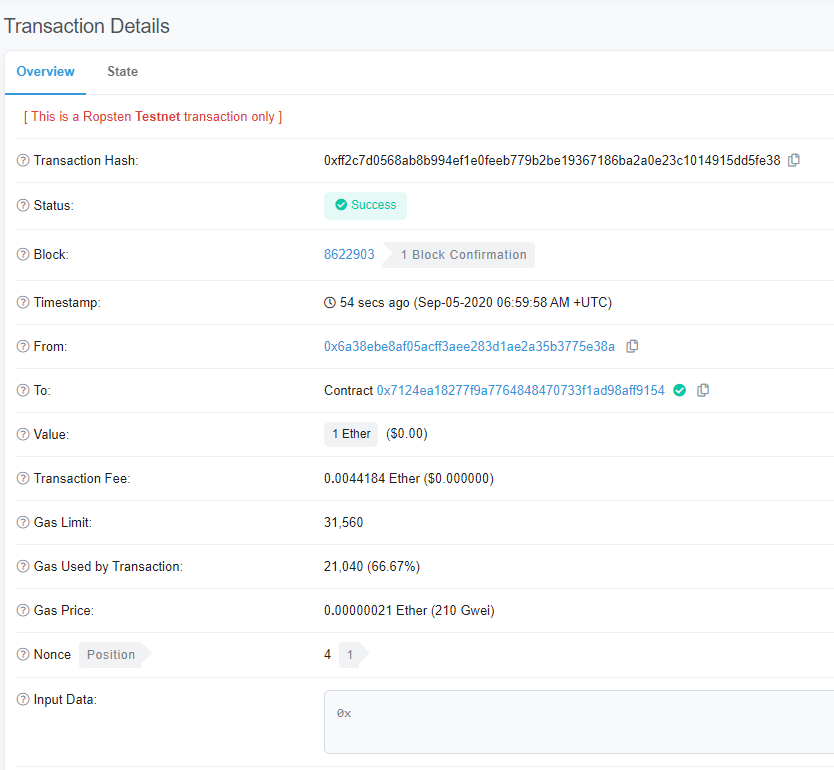 Transaction Details
Overview State
[ This is a Ropsten Testnet transaction only ]
Transaction Hash: 0xff2c7d0568ab8b994ef1e0feeb779b2be19367186ba2a0e23c1014915dd5fe38
Status: Success
Block: 8622903 1 Block Confirmation
Timestamp: 54 secs ago (Sep-05-2020 06:59:58 AM +UTC)
From: 0x6a38ebe8af05acff3aee283d1ae2a35b3775e38a
To: Contract 0x7124ea18277f9a7764848470733f1ad98aff9154
Value: 1 Ether ($0.00)
Transaction Fee: 0.0044184 Ether ($0.000000)
Gas Limit: 31,560
Gas Used by Transaction: 21,040 (66.67%)
Gas Price: 0.00000021 Ether (210 Gwei)
Nonce Position 4 1
Input Data: 0x